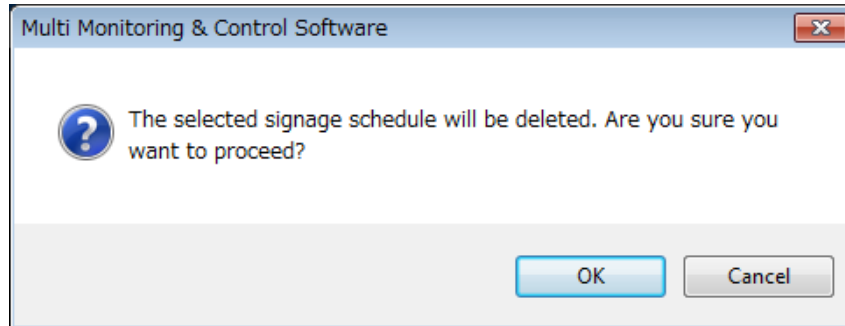 Multi Monitoring & Control Software
The selected signage schedule will be deleted. Are you sure you
want to proceed?
OK
Cancel